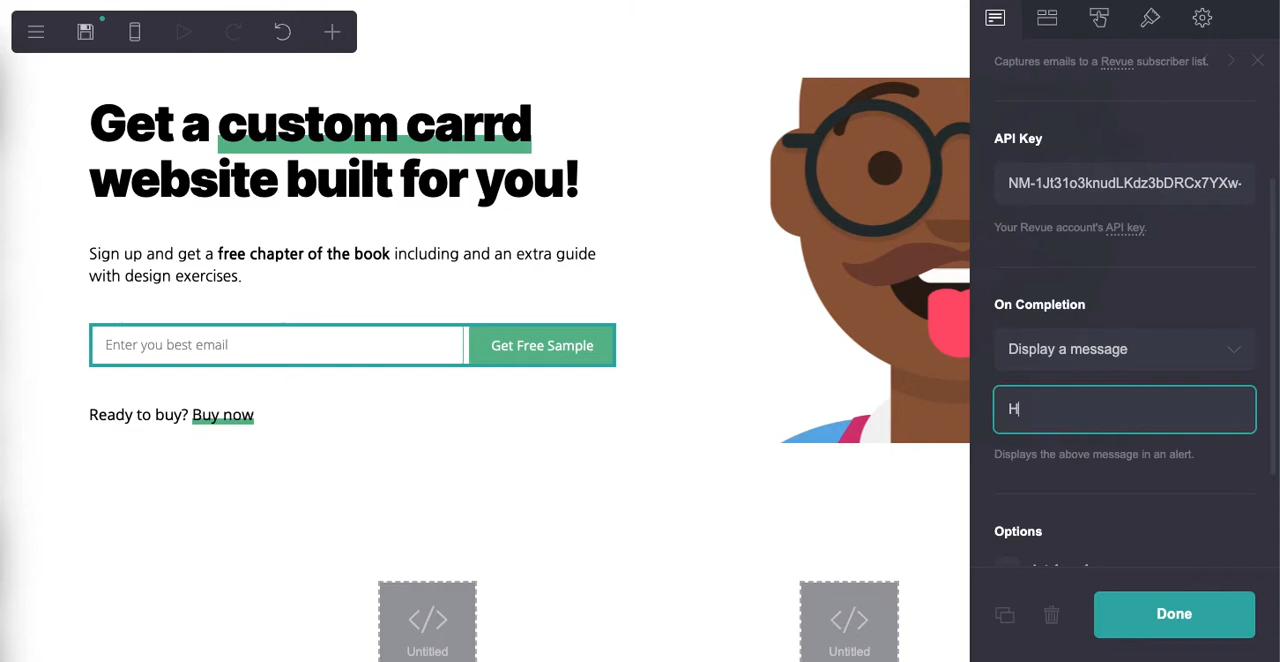 Get a custom carrd
website built for you!
Sign up and get a free chapter of the book including and an extra guide
with design exercises.
Enter you best email
Get Free Sample
Ready to buy? Buy now
Untitled
Untitled
Captures emails to a Revue subscriber list.
API Key
NM-1Jt31o3knudLKdz3bDRCx7YXw-
Your Revue account's API key.
On Completion
Display a message
H
Displays the above message in an alert.
Options
Done